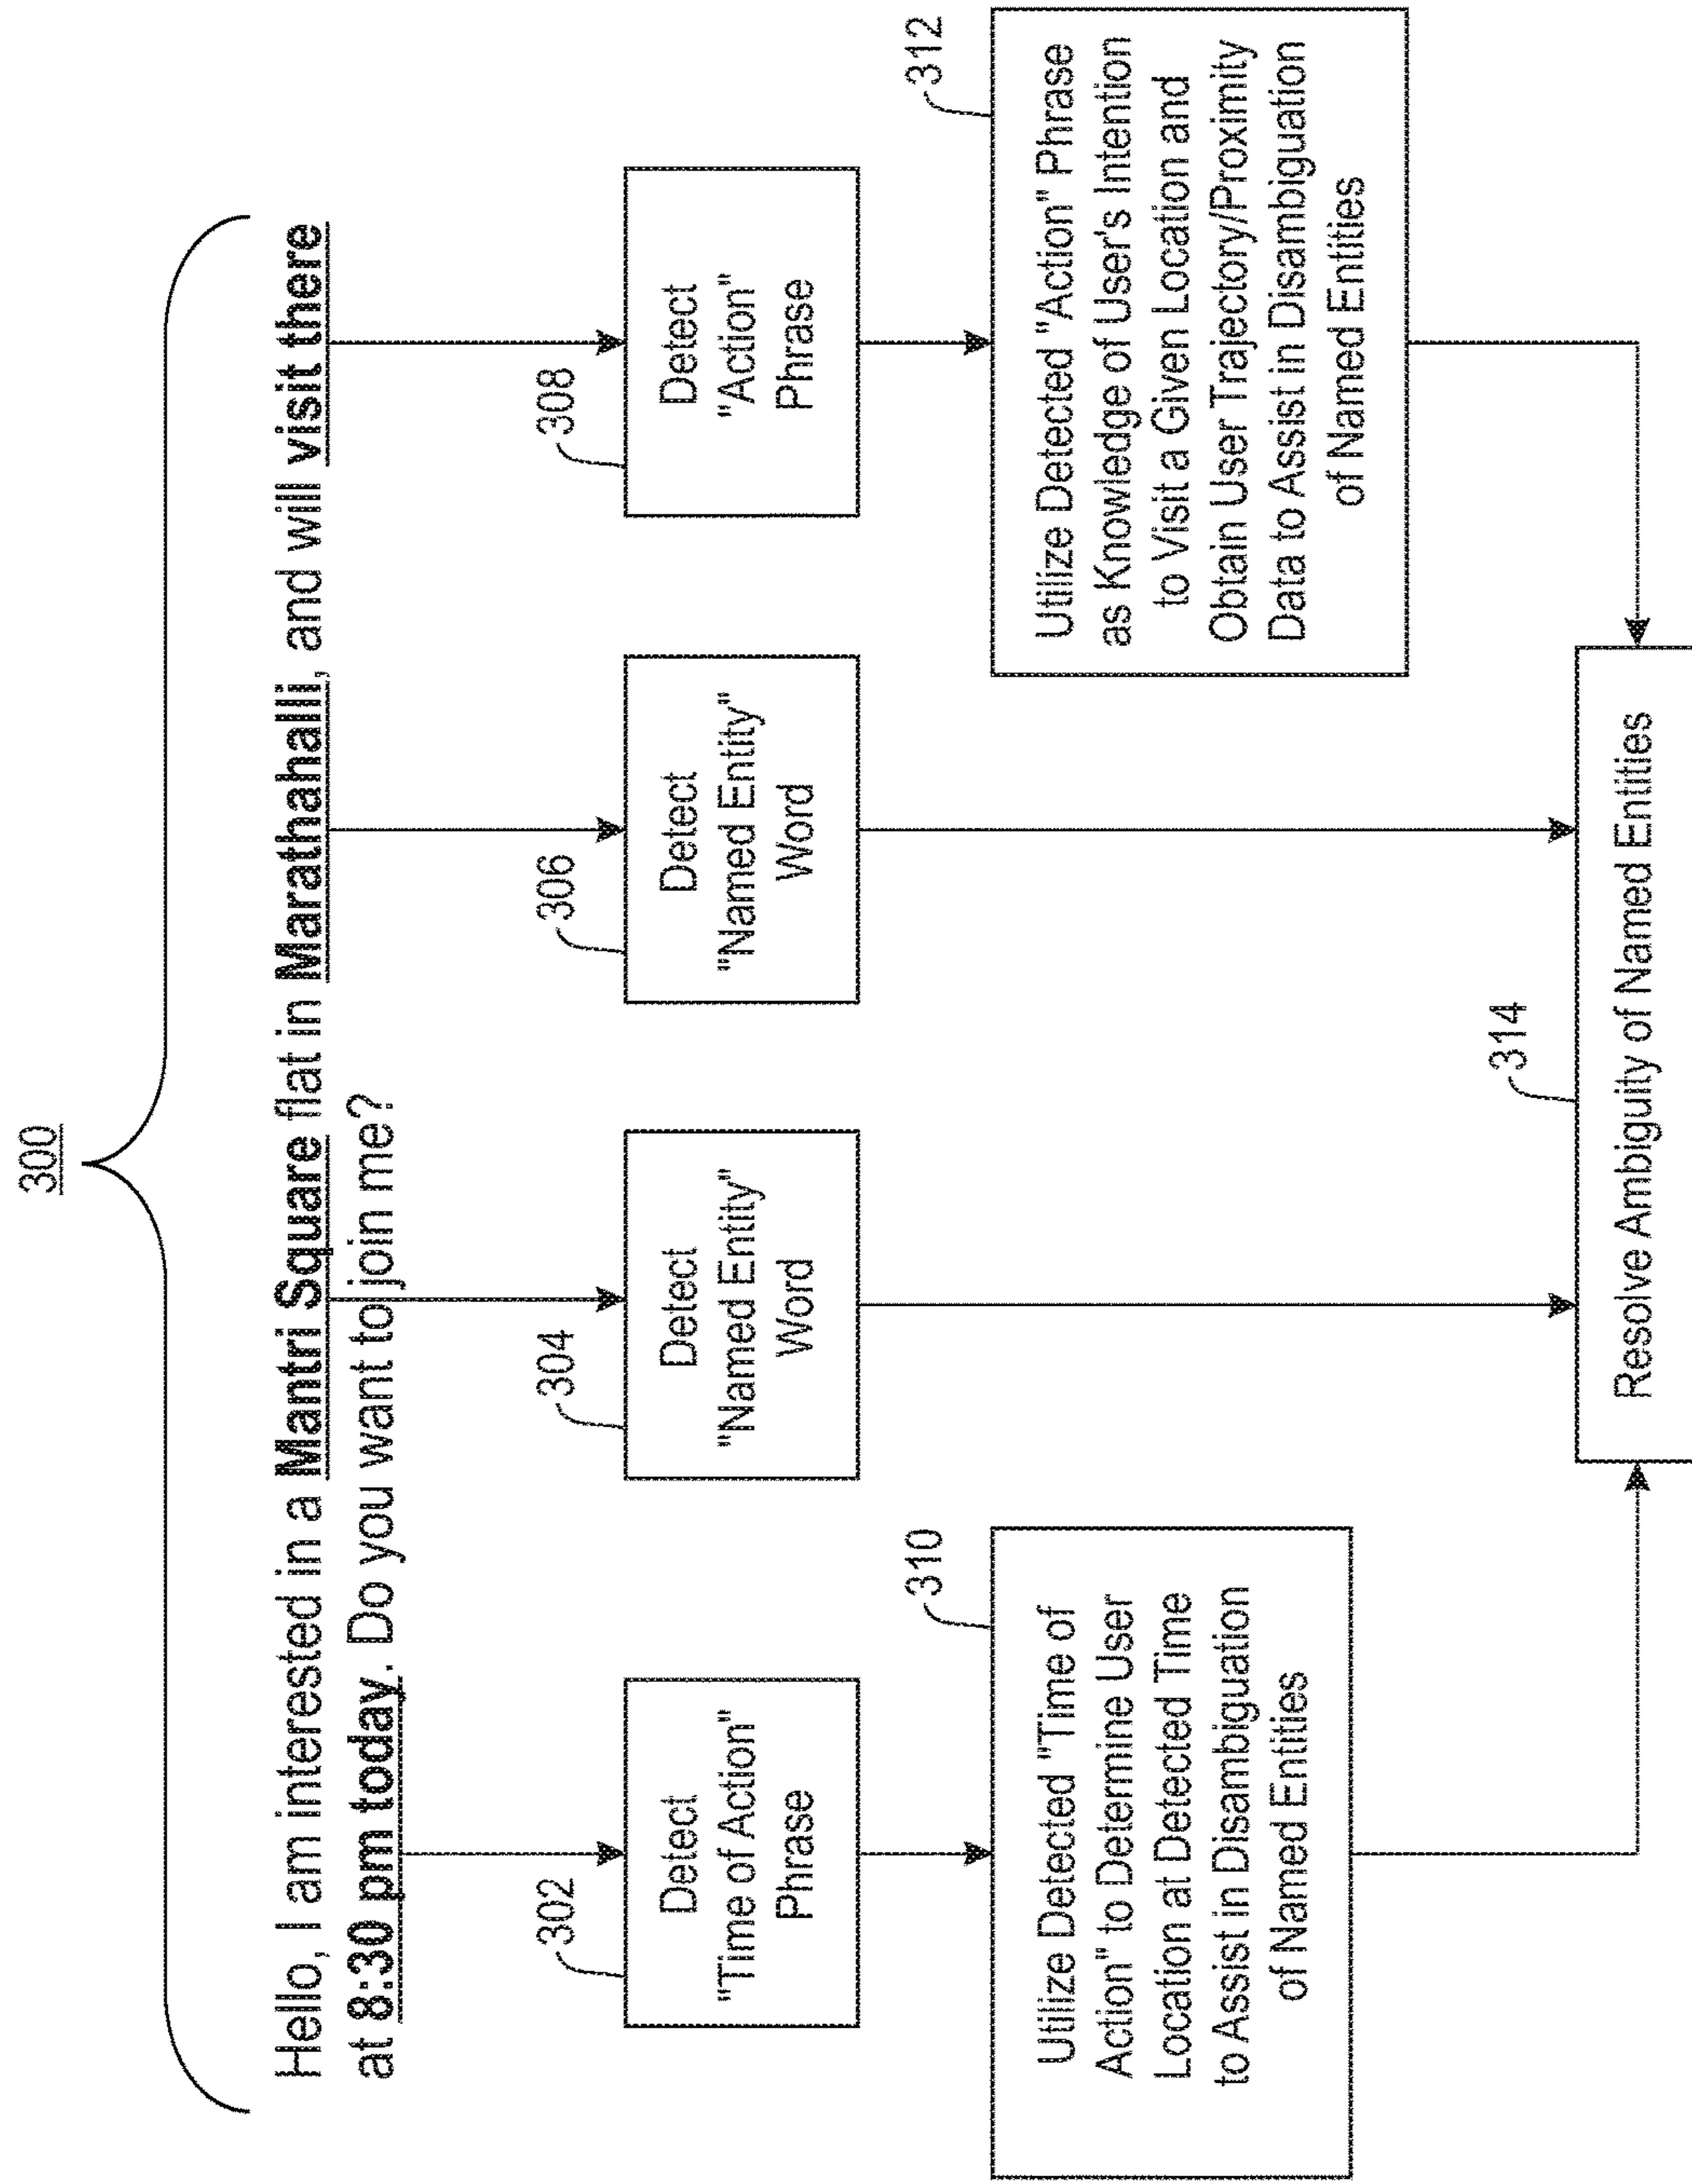 300
Hello, I am interested in a Mantri Square flat in Marathahalli, and will visit there
at 8:30 pm today. Do you want to join me?
302
Detect
"Time of Action"
Phrase
304
Detect
"Named Entity"
Word
306
Detect
"Named Entity"
Word
308
Detect
"Action"
Phrase
310
Utilize Detected "Time of
Action" to Determine User
Location at Detected Time
to Assist in Disambiguation
of Named Entities
312
Utilize Detected "Action" Phrase
as Knowledge of User's Intention
to Visit a Given Location and
Obtain User Trajectory/Proximity
Data to Assist in Disambiguation
of Named Entities
314
Resolve Ambiguity of Named Entities